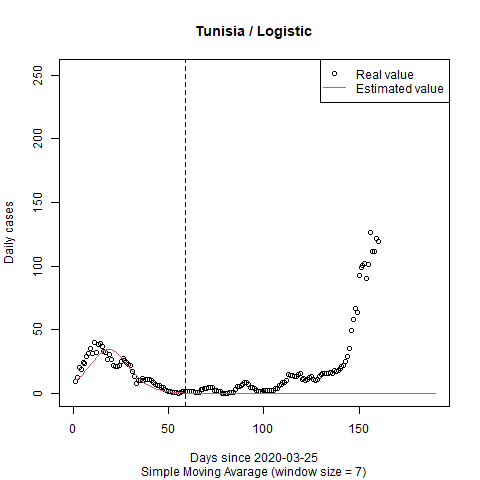 Tunisia / Logistic
Real value
Estimated value
250
200
150
100
50
0
Daily cases
0
50
100
150
Days since 2020-03-25
Simple Moving Avarage (window size = 7)